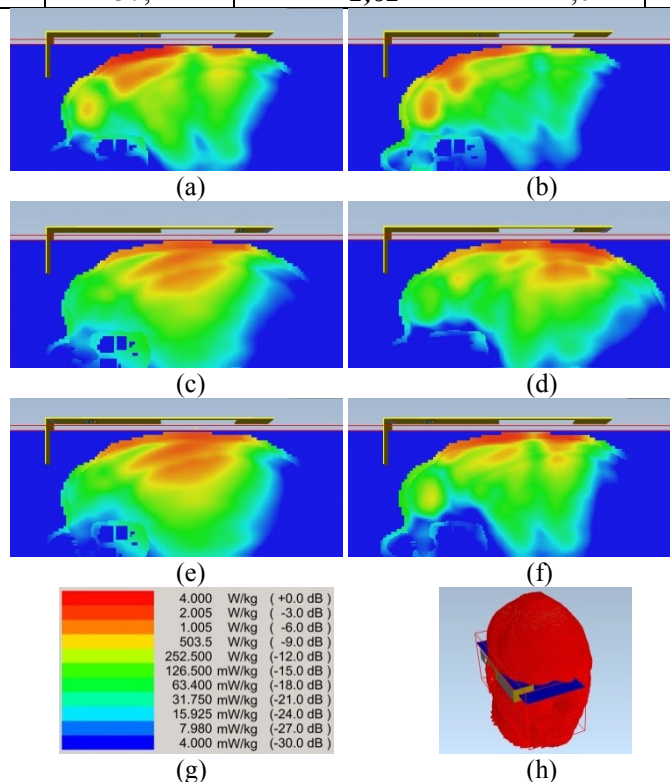 (a) (b)
(c) (d)
(e) (f)
4.000 W/kg ( +0.0 dB )
2.005 W/kg ( -3.0 dB )
1.005 W/kg ( -6.0 dB )
503.5 W/kg ( -9.0 dB )
252.500 W/kg (-12.0 dB )
126.500 mW/kg (-15.0 dB )
63.400 mW/kg (-18.0 dB )
31.750 mW/kg (-21.0 dB )
15.925 mW/kg (-24.0 dB )
7.980 mW/kg (-27.0 dB )
4.000 mW/kg (-30.0 dB )
(g) (h)